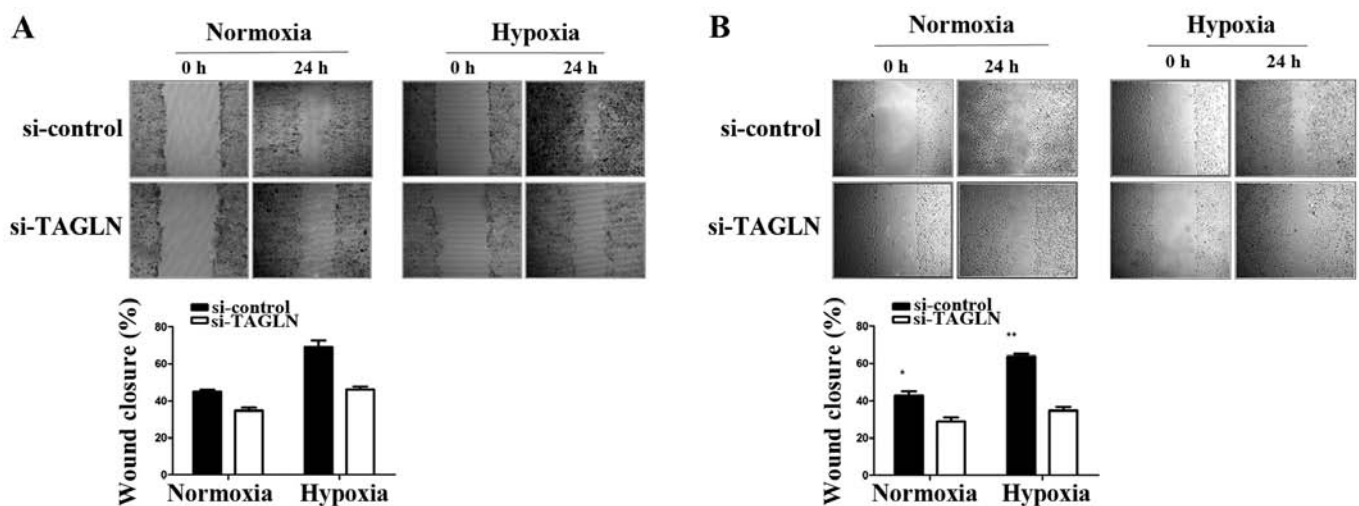 A
Normoxia
Hypoxia
0 h
24 h
0 h
24 h
si-control
si-TAGLN
si-control
si-TAGLN
Wound closure (%)
80
60
40
20
0
Normoxia
Hypoxia
B
Normoxia
Hypoxia
0 h
24 h
0 h
24 h
si-control
si-TAGLN
si-control
si-TAGLN
Wound closure (%)
80
60
40
20
0
*
**
Normoxia
Hypoxia